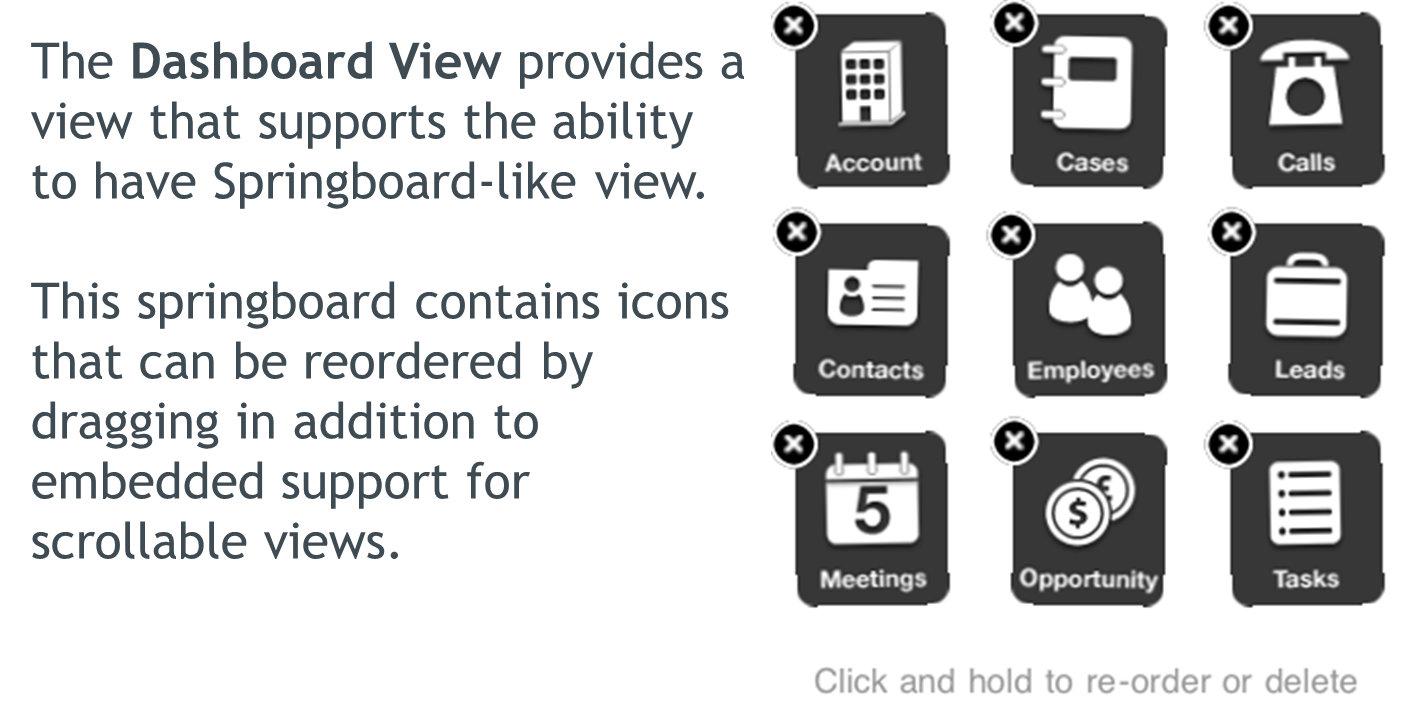 The Dashboard View provides a
view that supports the ability
to have Springboard-like view.
This springboard contains icons
that can be reordered by
dragging in addition to
embedded support for
scrollable views.
Account
Cases
Calls
Contacts
Employees
Leads
5
Meetings
$ £
Opportunity
Tasks
Click and hold to re-order or delete